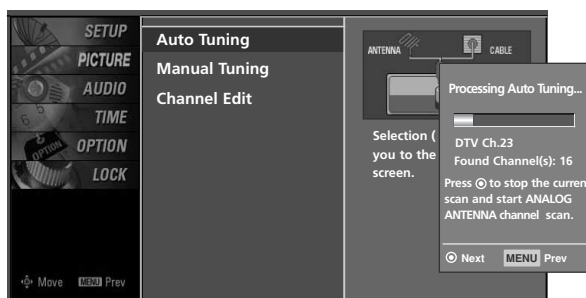 SETUP
PICTURE
AUDIO
TIME
OPTION
LOCK
Move MENU Prev
Auto Tuning
Manual Tuning
Channel Edit
ANTENNA
CABLE
Selection (
you to the
screen.
Processing Auto Tuning...
DTV Ch.23
Found Channel(s): 16
Press ⊙ to stop the curren
scan and start ANALOG
ANTENNA channel scan.
⊙ Next MENU Prev